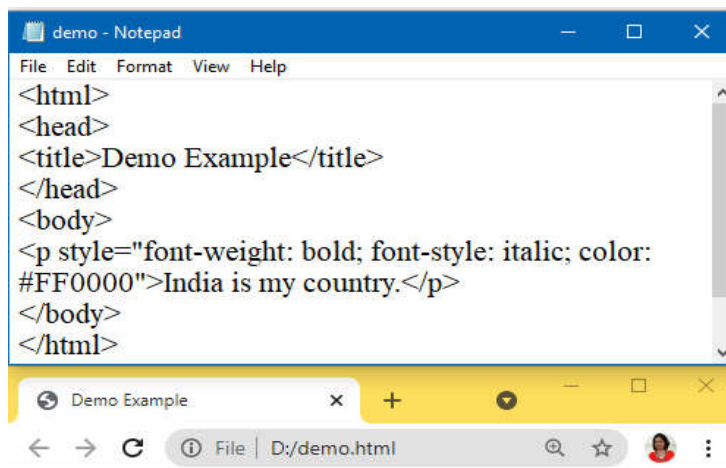 demo - Notepad
File Edit Format View Help
<html>
<head>
<title>Demo Example</title>
</head>
<body>
<p style="font-weight: bold; font-style: italic; color:
#FF0000">India is my country.</p>
</body>
</html>
Demo Example
File | D:/demo.html